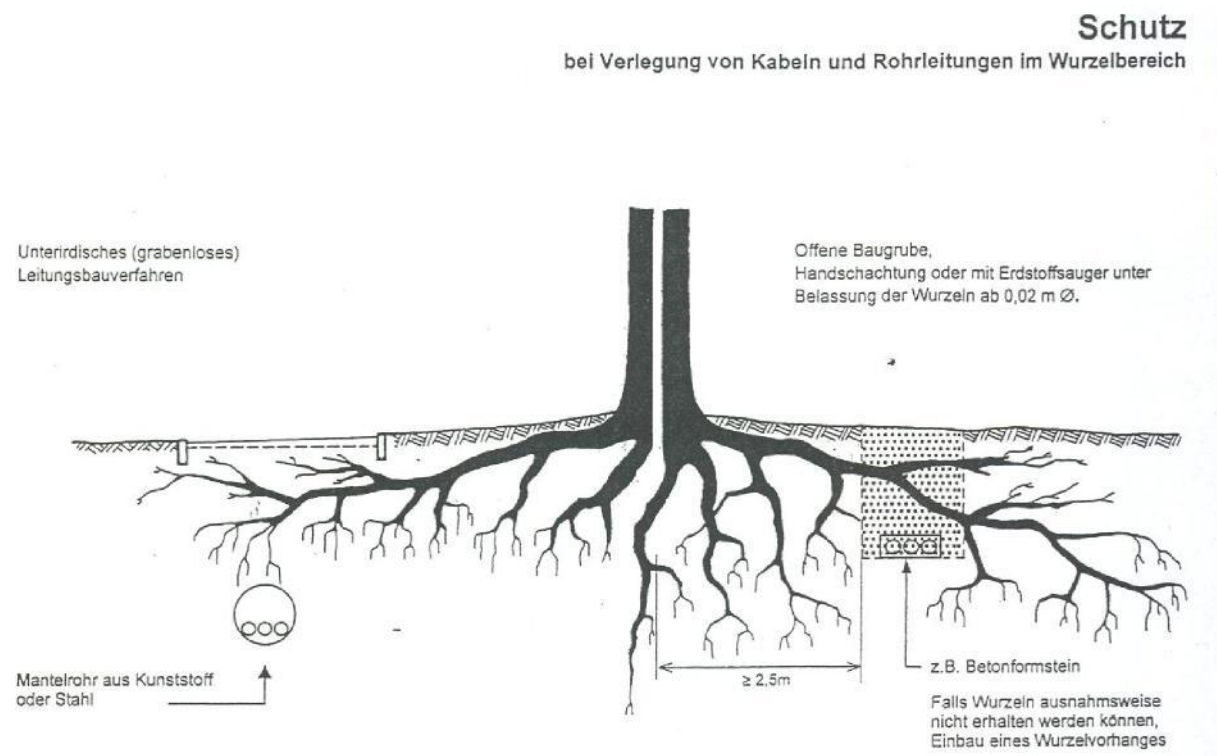 Schutz
bei Verlegung von Kabeln und Rohrleitungen im Wurzelbereich
Unterirdisches (grabenloses)
Leitungsbauverfahren
Offene Baugrube,
Handschachtung oder mit Erdstoffsauger unter
Belassung der Wurzeln ab 0,02 m Ø.
Mantelrohr aus Kunststoff
oder Stahl
≥ 2,5m
z.B. Betonformstein
Falls Wurzeln ausnahmsweise
nicht erhalten werden können,
Einbau eines Wurzelvorhanges